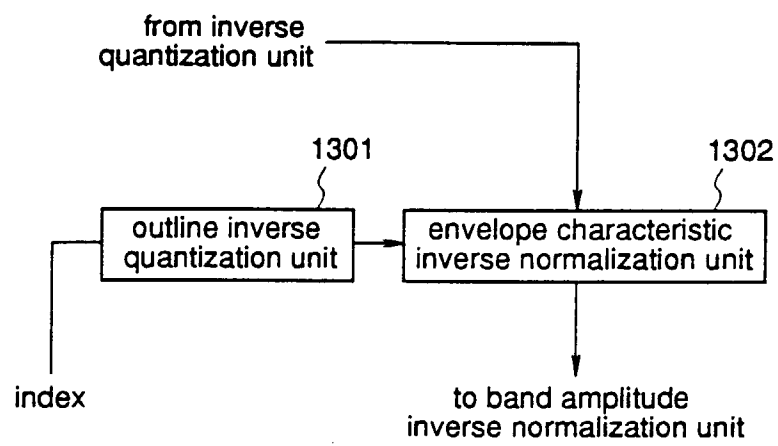 from inverse
quantization unit
1301
1302
outline inverse
quantization unit
envelope characteristic
inverse normalization unit
index
to band amplitude
inverse normalization unit